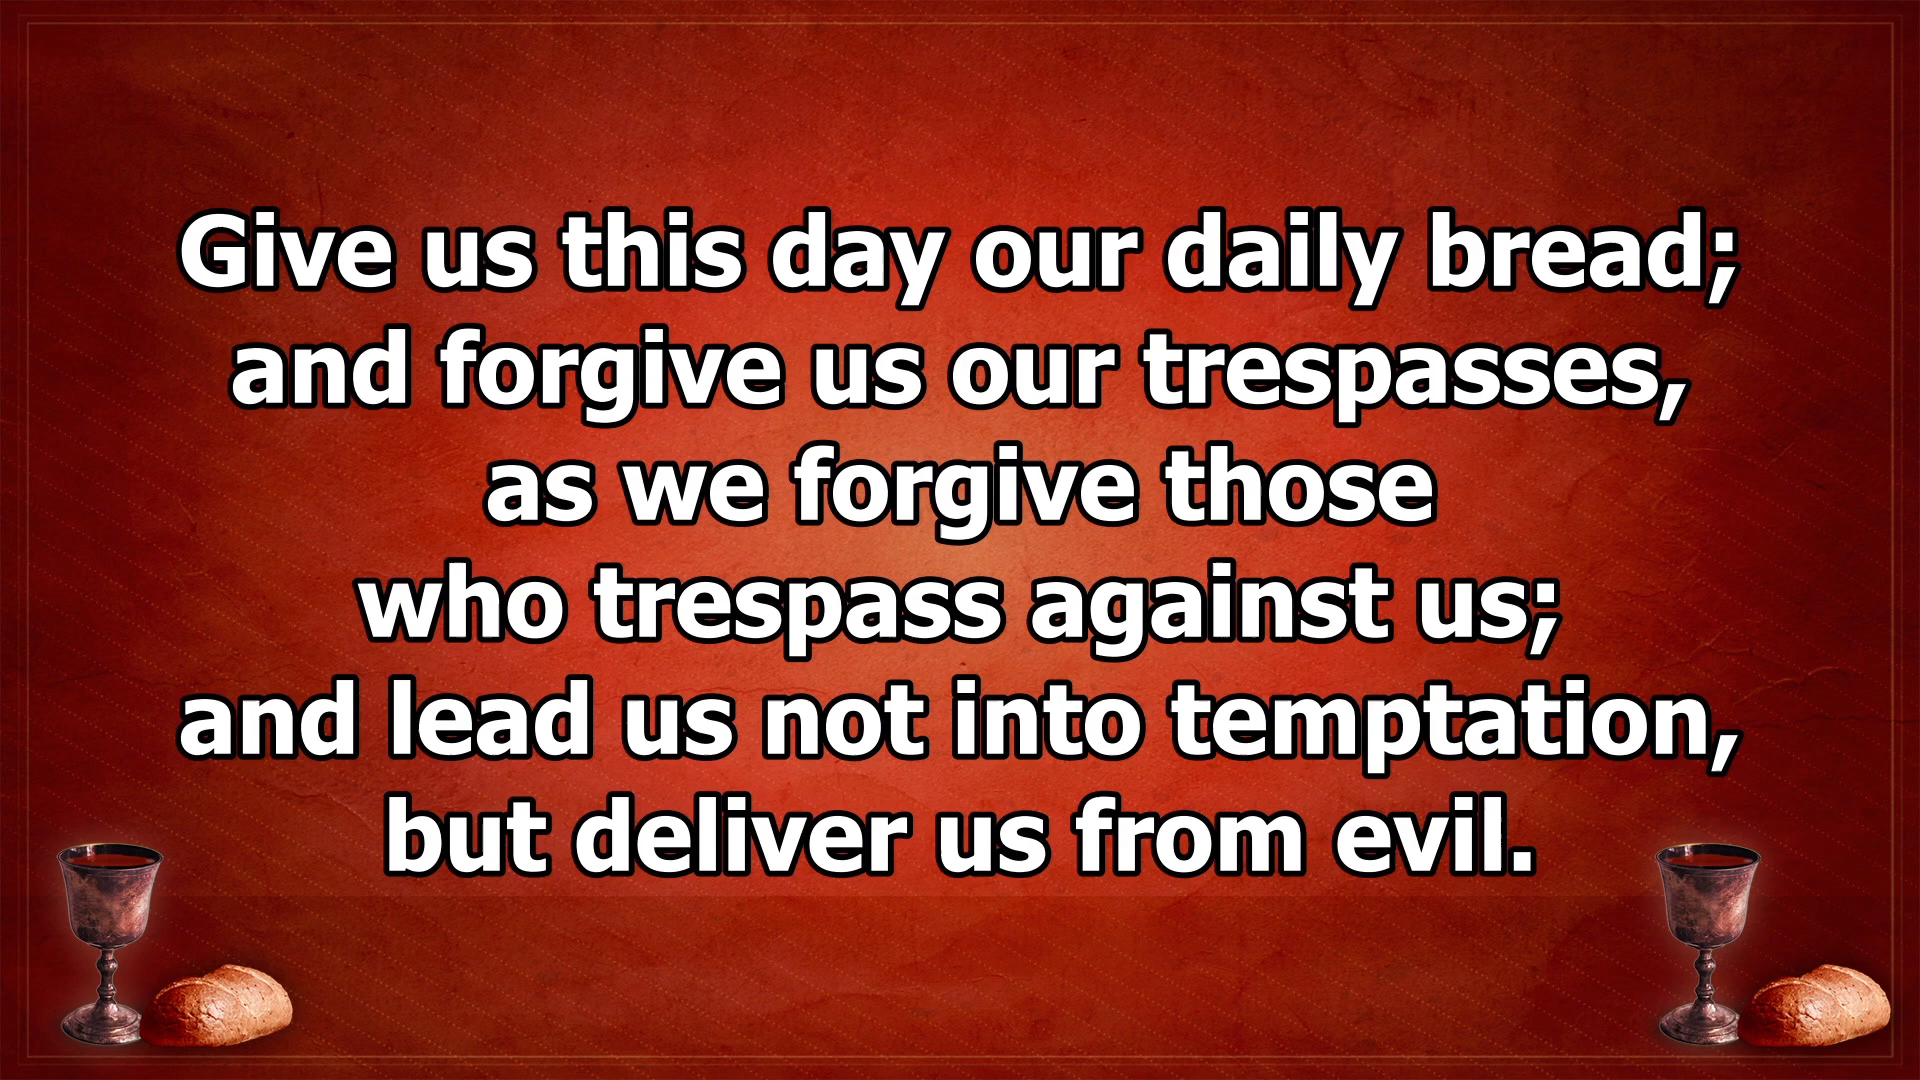 Give us this day our daily bread;
and forgive us our trespasses,
as we forgive those
who trespass against us;
and lead us not into temptation,
but deliver us from evil.